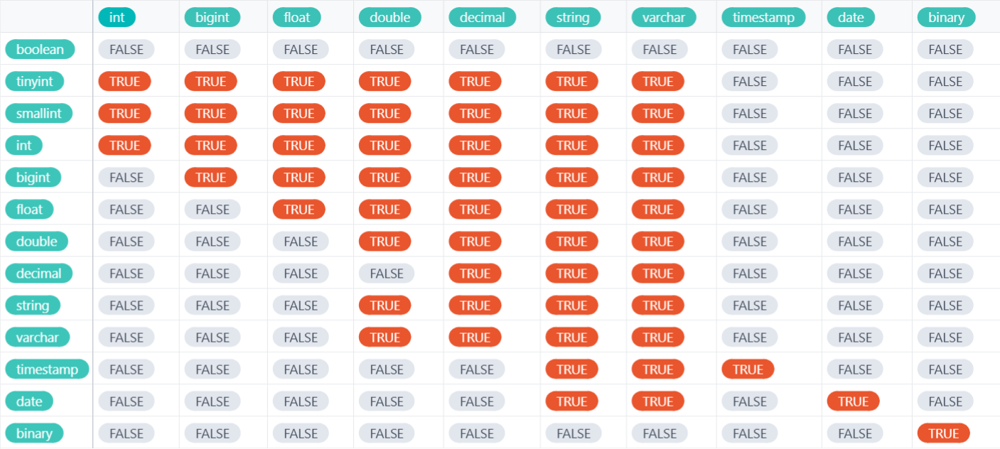 int bigint float double decimal string varchar timestamp date binary
boolean FALSE FALSE FALSE FALSE FALSE FALSE FALSE FALSE FALSE FALSE
tinyint TRUE TRUE TRUE TRUE TRUE TRUE TRUE FALSE FALSE FALSE
smallint TRUE TRUE TRUE TRUE TRUE TRUE TRUE FALSE FALSE FALSE
int TRUE TRUE TRUE TRUE TRUE TRUE TRUE FALSE FALSE FALSE
bigint FALSE TRUE TRUE TRUE TRUE TRUE TRUE FALSE FALSE FALSE
float FALSE FALSE TRUE TRUE TRUE TRUE TRUE FALSE FALSE FALSE
double FALSE FALSE FALSE TRUE TRUE TRUE TRUE FALSE FALSE FALSE
decimal FALSE FALSE FALSE FALSE TRUE TRUE TRUE FALSE FALSE FALSE
string FALSE FALSE FALSE TRUE TRUE TRUE TRUE FALSE FALSE FALSE
varchar FALSE FALSE FALSE TRUE TRUE TRUE TRUE FALSE FALSE FALSE
timestamp FALSE FALSE FALSE FALSE FALSE TRUE TRUE TRUE FALSE FALSE
date FALSE FALSE FALSE FALSE FALSE TRUE TRUE FALSE TRUE FALSE
binary FALSE FALSE FALSE FALSE FALSE FALSE FALSE FALSE FALSE TRUE